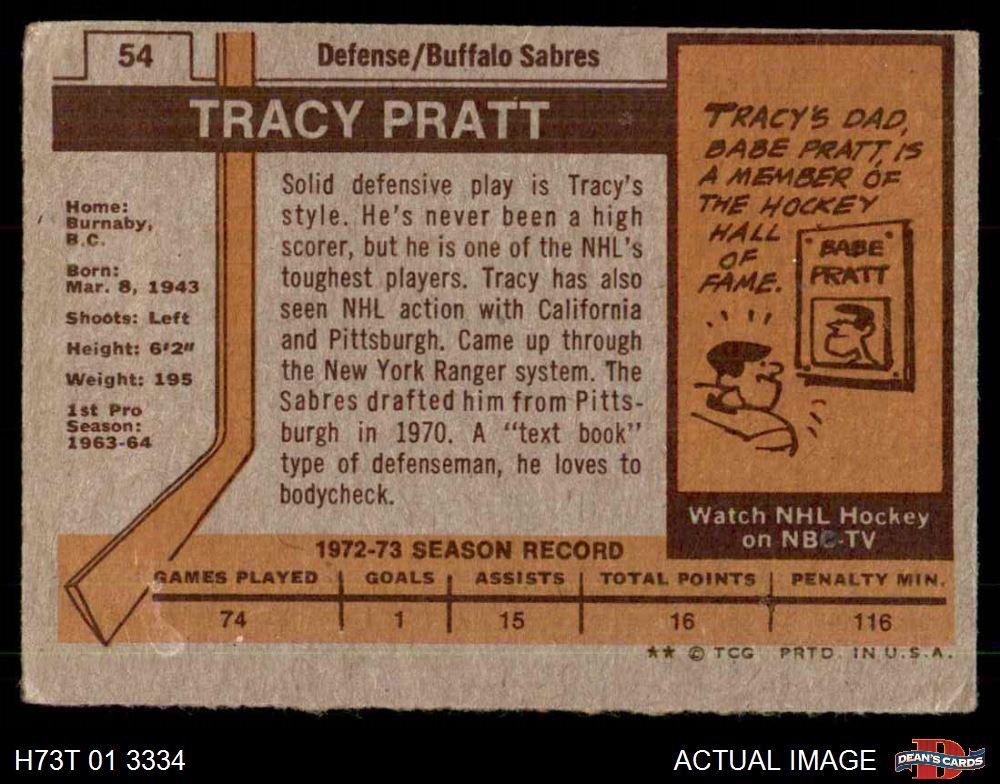 54
Defense/Buffalo Sabres
TRACY PRATT
Home:
Burnaby,
B.C.
Born:
Mar. 8, 1943
Shoots: Left
Height: 6'2"
Weight: 195
1st Pro
Season:
1963-64
Solid defensive play is Tracy's
style. He's never been a high
scorer, but he is one of the NHL's
toughest players. Tracy has also
seen NHL action with California
and Pittsburgh. Came up through
the New York Ranger system. The
Sabres drafted him from Pitts-
burgh in 1970. A "text book"
type of defenseman, he loves to
bodycheck.
TRACY'S DAD,
BABE PRATT, IS
A MEMBER OF
THE HOCKEY
HALL
OF
FAME.
BABE
PRATT
Watch NHL Hockey
on NBC-TV
1972-73 SEASON RECORD
GAMES PLAYED GOALS ASSISTS TOTAL POINTS PENALTY MIN.
74 1 15 16 116
★★ © TCG PRTD. IN U.S.A.
H73T 01 3334
ACTUAL IMAGE
DEAN'S CARDS